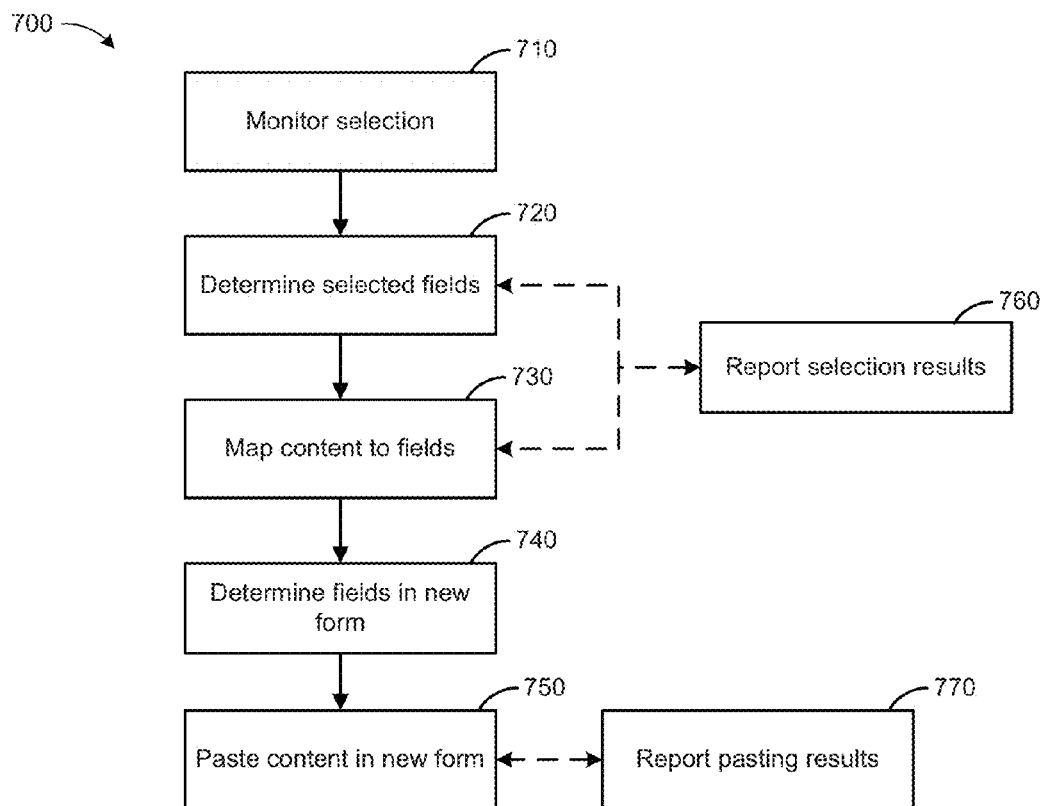 700
710
Monitor selection
720
Determine selected fields
760
Report selection results
730
Map content to fields
740
Determine fields in new
form
750
Paste content in new form
770
Report pasting results